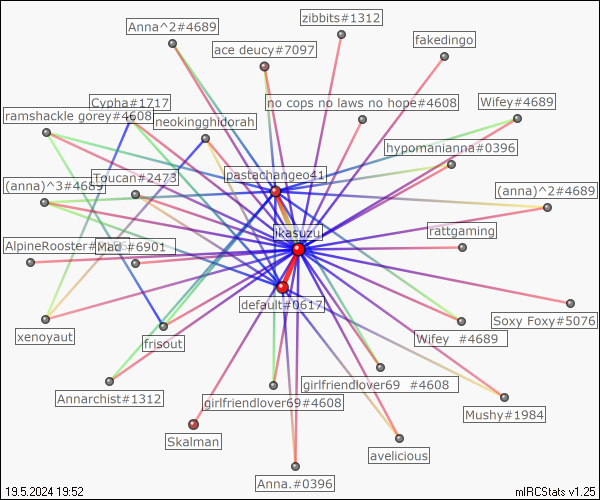 zibbits#1312
Anna^2#4689
fakedingo
ace deucy#7097
Cypha#1717
no cops no laws no hope#4608
Wifey#4689
ramshackle gorey#4608
neokingghidorah
hypomanianna#0396
pastachangeo41
Toucan#2473
(anna)^3#4689
(anna)^2#4689
ikasuzu
rattgaming
AlpineRooster#
Mad #6901
default#0617
Soxy Foxy#5076
xenoyaut
frisout
Wifey #4689
girlfriendlover69 #4608
Annarchist#1312
girlfriendlover69#4608
Mushy#1984
Skalman
avelicious
Anna.#0396
19.5.2024 19:52
mIRCStats v1.25